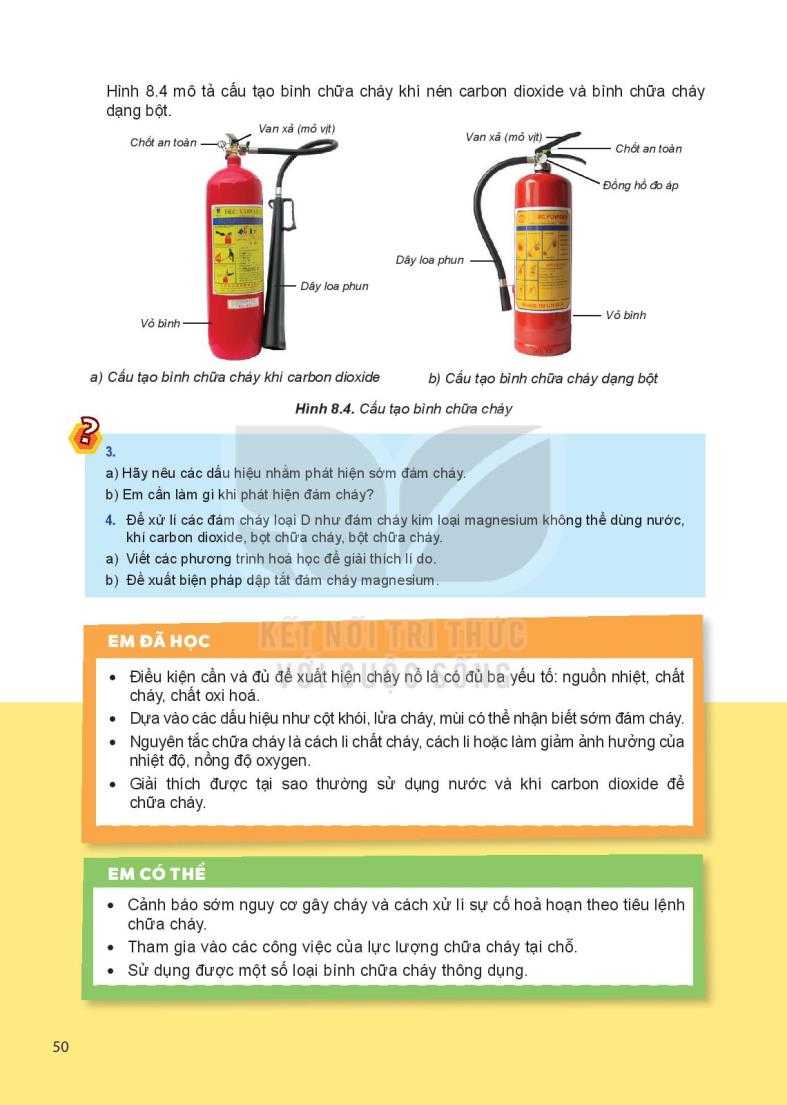 Hình 8.4 mô tả cấu tạo bình chữa cháy khí nén carbon dioxide và bình chữa cháy
dạng bột.
Chốt an toàn
Van xả (mỏ vịt)
Dây loa phun
Vỏ bình
Van xả (mỏ vịt)
Chốt an toàn
Đồng hồ đo áp
Dây loa phun
Vỏ bình
a) Cấu tạo bình chữa cháy khí carbon dioxide
b) Cấu tạo bình chữa cháy dạng bột
Hình 8.4. Cấu tạo bình chữa cháy
?
3.
a) Hãy nêu các dấu hiệu nhằm phát hiện sớm đám cháy.
b) Em cần làm gì khi phát hiện đám cháy?
4. Để xử lí các đám cháy loại D như đám cháy kim loại magnesium không thể dùng nước,
khí carbon dioxide, bọt chữa cháy, bột chữa cháy.
a) Viết các phương trình hoá học để giải thích lí do.
b) Đề xuất biện pháp dập tắt đám cháy magnesium.
KẾT NỐI TRI THỨC
VỚI CUỘC SỐNG
EM ĐÃ HỌC
• Điều kiện cần và đủ để xuất hiện cháy nổ là có đủ ba yếu tố: nguồn nhiệt, chất
cháy, chất oxi hoá.
• Dựa vào các dấu hiệu như cột khói, lửa cháy, mùi có thể nhận biết sớm đám cháy.
• Nguyên tắc chữa cháy là cách li chất cháy, cách li hoặc làm giảm ảnh hưởng của
nhiệt độ, nồng độ oxygen.
• Giải thích được tại sao thường sử dụng nước và khí carbon dioxide để
chữa cháy.
EM CÓ THỂ
• Cảnh báo sớm nguy cơ gây cháy và cách xử lí sự cố hoả hoạn theo tiêu lệnh
chữa cháy.
• Tham gia vào các công việc của lực lượng chữa cháy tại chỗ.
• Sử dụng được một số loại bình chữa cháy thông dụng.
50